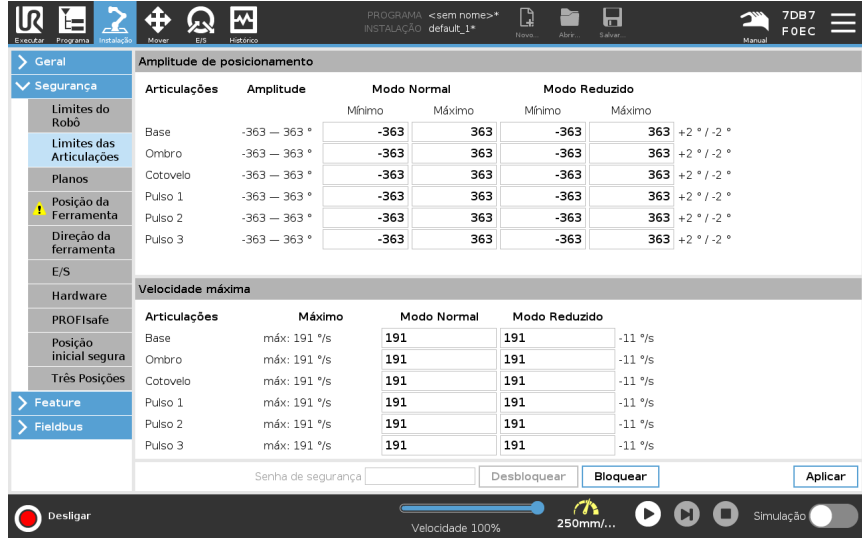 PROGRAMA <sem nome>*
INSTALAÇÃO default_1*
Executar Programa Instalação Mover E/S Histórico Novo... Abrir... Salvar... Manual
7DB7
F0EC
Geral
Segurança
Limites do
Robô
Limites das
Articulações
Planos
Posição da
Ferramenta
Direção da
ferramenta
E/S
Hardware
PROFIsafe
Posição
inicial segura
Três Posições
Feature
Fieldbus
Amplitude de posicionamento
Articulações Amplitude Modo Normal Modo Reduzido
Mínimo Máximo Mínimo Máximo
Base -363 — 363 ° -363 363 -363 363 +2 ° / -2 °
Ombro -363 — 363 ° -363 363 -363 363 +2 ° / -2 °
Cotovelo -363 — 363 ° -363 363 -363 363 +2 ° / -2 °
Pulso 1 -363 — 363 ° -363 363 -363 363 +2 ° / -2 °
Pulso 2 -363 — 363 ° -363 363 -363 363 +2 ° / -2 °
Pulso 3 -363 — 363 ° -363 363 -363 363 +2 ° / -2 °
Velocidade máxima
Articulações Máximo Modo Normal Modo Reduzido
Base máx: 191 °/s 191 191 -11 °/s
Ombro máx: 191 °/s 191 191 -11 °/s
Cotovelo máx: 191 °/s 191 191 -11 °/s
Pulso 1 máx: 191 °/s 191 191 -11 °/s
Pulso 2 máx: 191 °/s 191 191 -11 °/s
Pulso 3 máx: 191 °/s 191 191 -11 °/s
Senha de segurança Desbloquear Bloquear Aplicar
Desligar Velocidade 100% 250mm/... Simulação